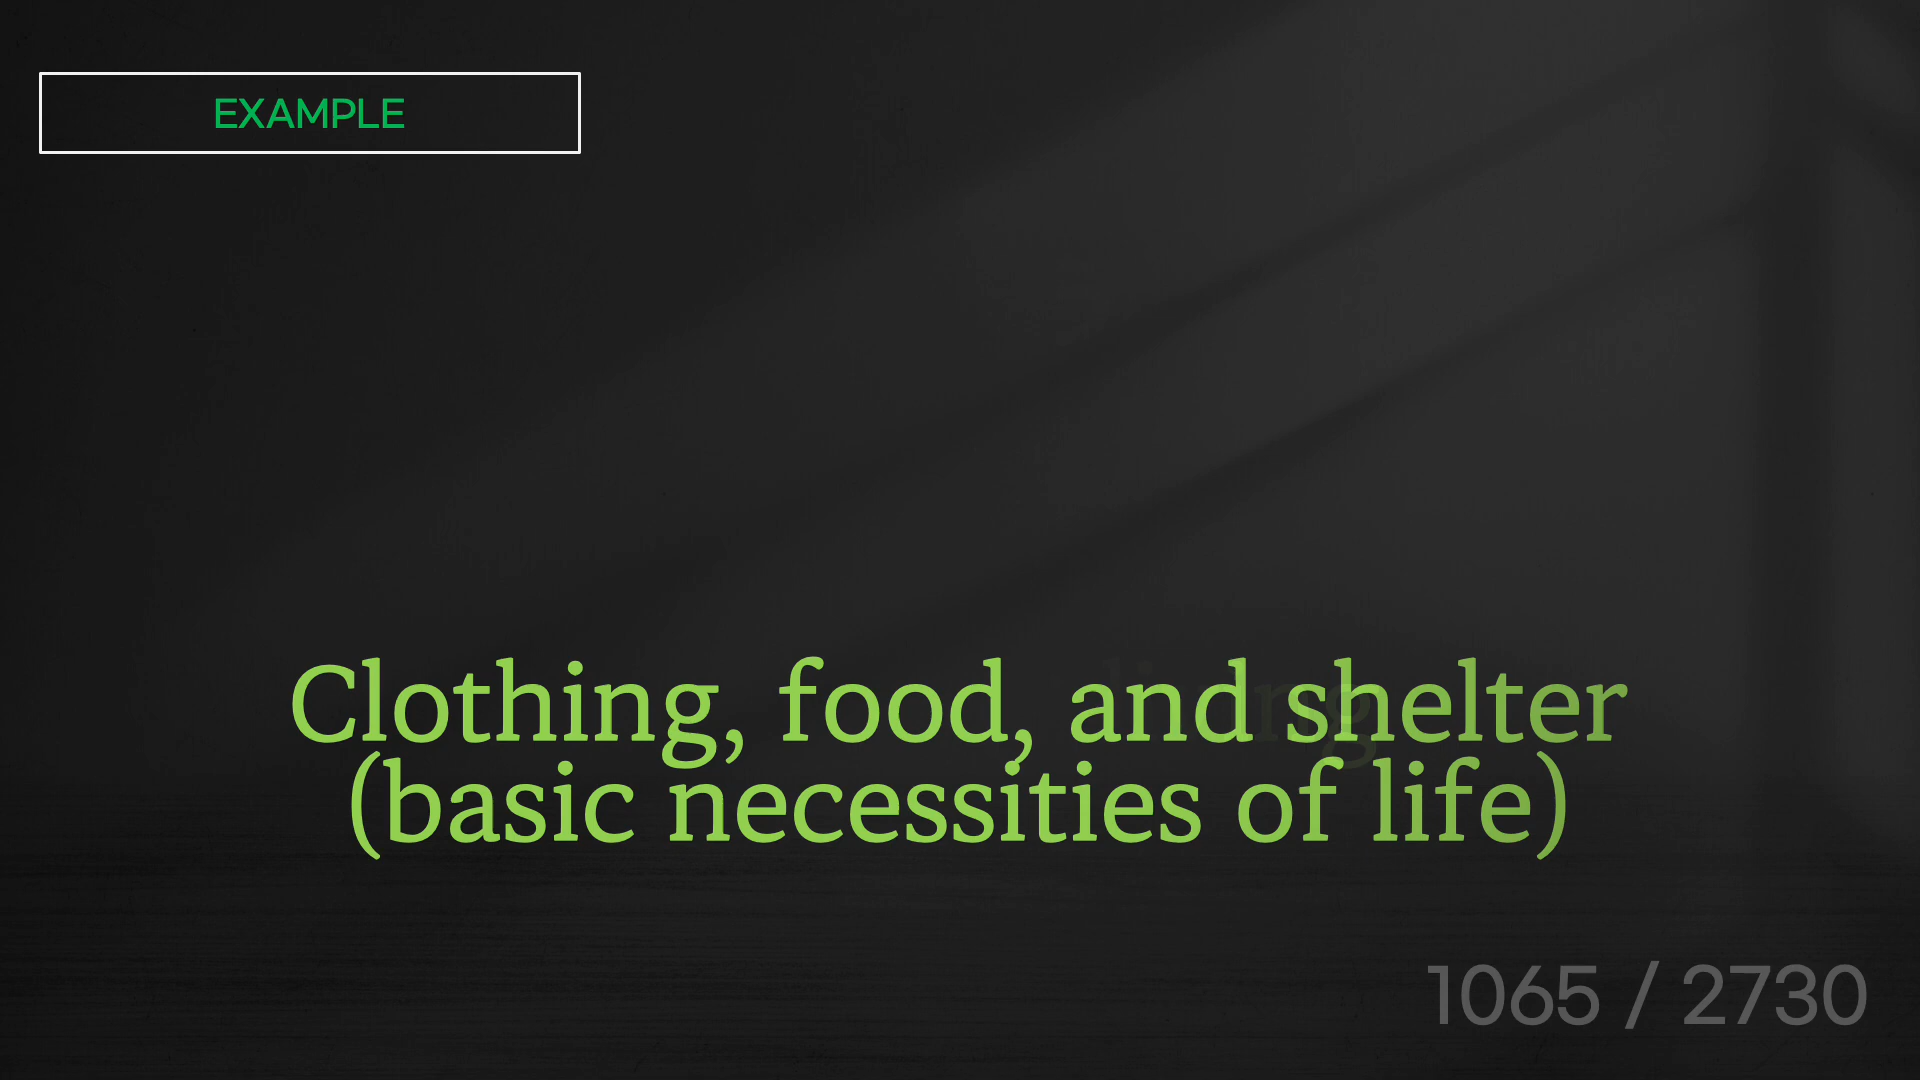 EXAMPLE
Clothing, food, and shelter
(basic necessities of life)
1065 / 2730